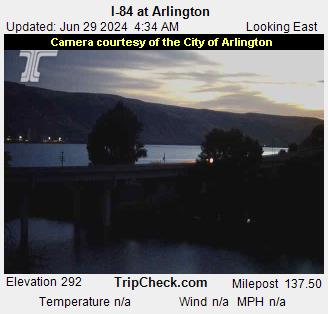 I-84 at Arlington
Updated: Jun 29 2024 4:34 AM Looking East
Camera courtesy of the City of Arlington
Elevation 292 TripCheck.com Milepost 137.50
Temperature n/a Wind n/a MPH n/a